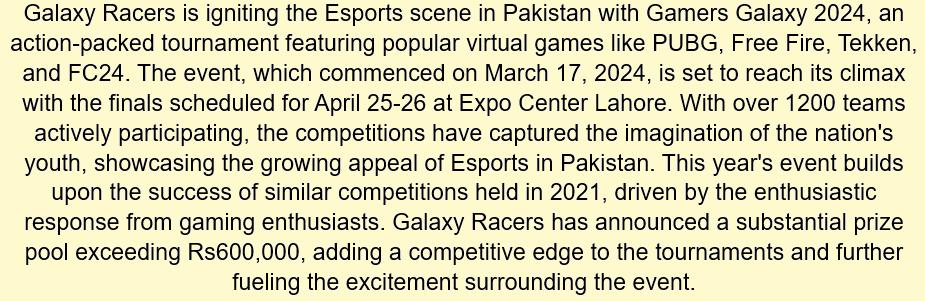 Galaxy Racers is igniting the Esports scene in Pakistan with Gamers Galaxy 2024, an
action-packed tournament featuring popular virtual games like PUBG, Free Fire, Tekken,
and FC24. The event, which commenced on March 17, 2024, is set to reach its climax
with the finals scheduled for April 25-26 at Expo Center Lahore. With over 1200 teams
actively participating, the competitions have captured the imagination of the nation's
youth, showcasing the growing appeal of Esports in Pakistan. This year's event builds
upon the success of similar competitions held in 2021, driven by the enthusiastic
response from gaming enthusiasts. Galaxy Racers has announced a substantial prize
pool exceeding Rs600,000, adding a competitive edge to the tournaments and further
fueling the excitement surrounding the event.